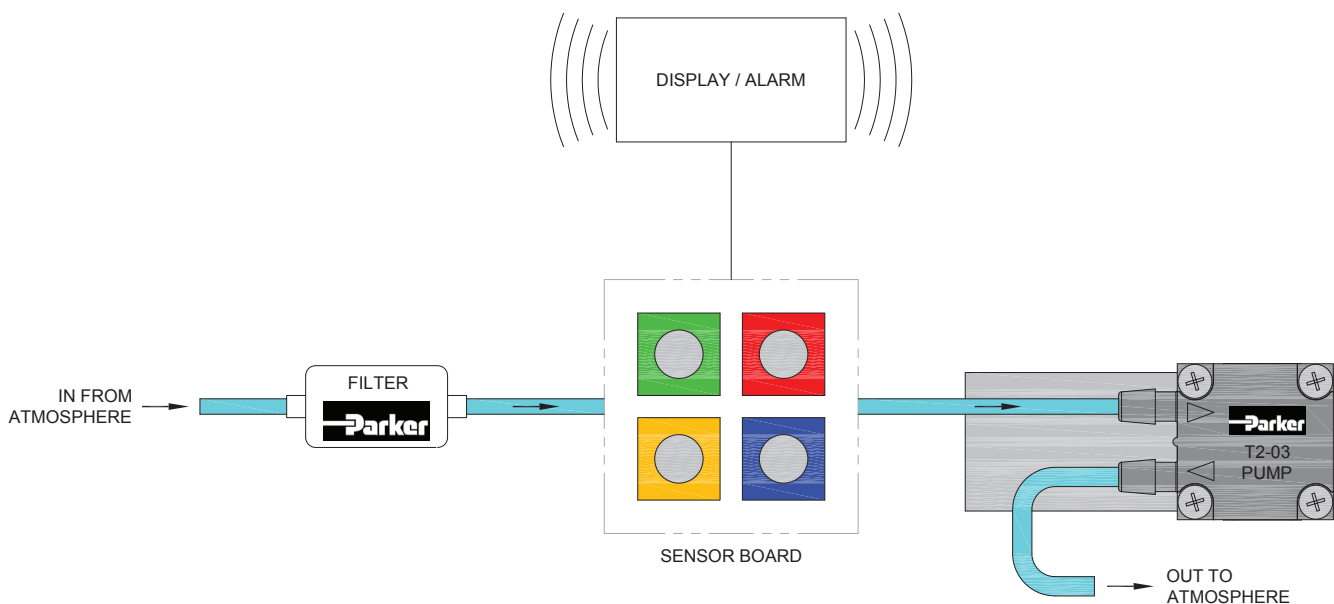 DISPLAY / ALARM
IN FROM
ATMOSPHERE
FILTER
Parker
SENSOR BOARD
Parker
T2-03
PUMP
OUT TO
ATMOSPHERE